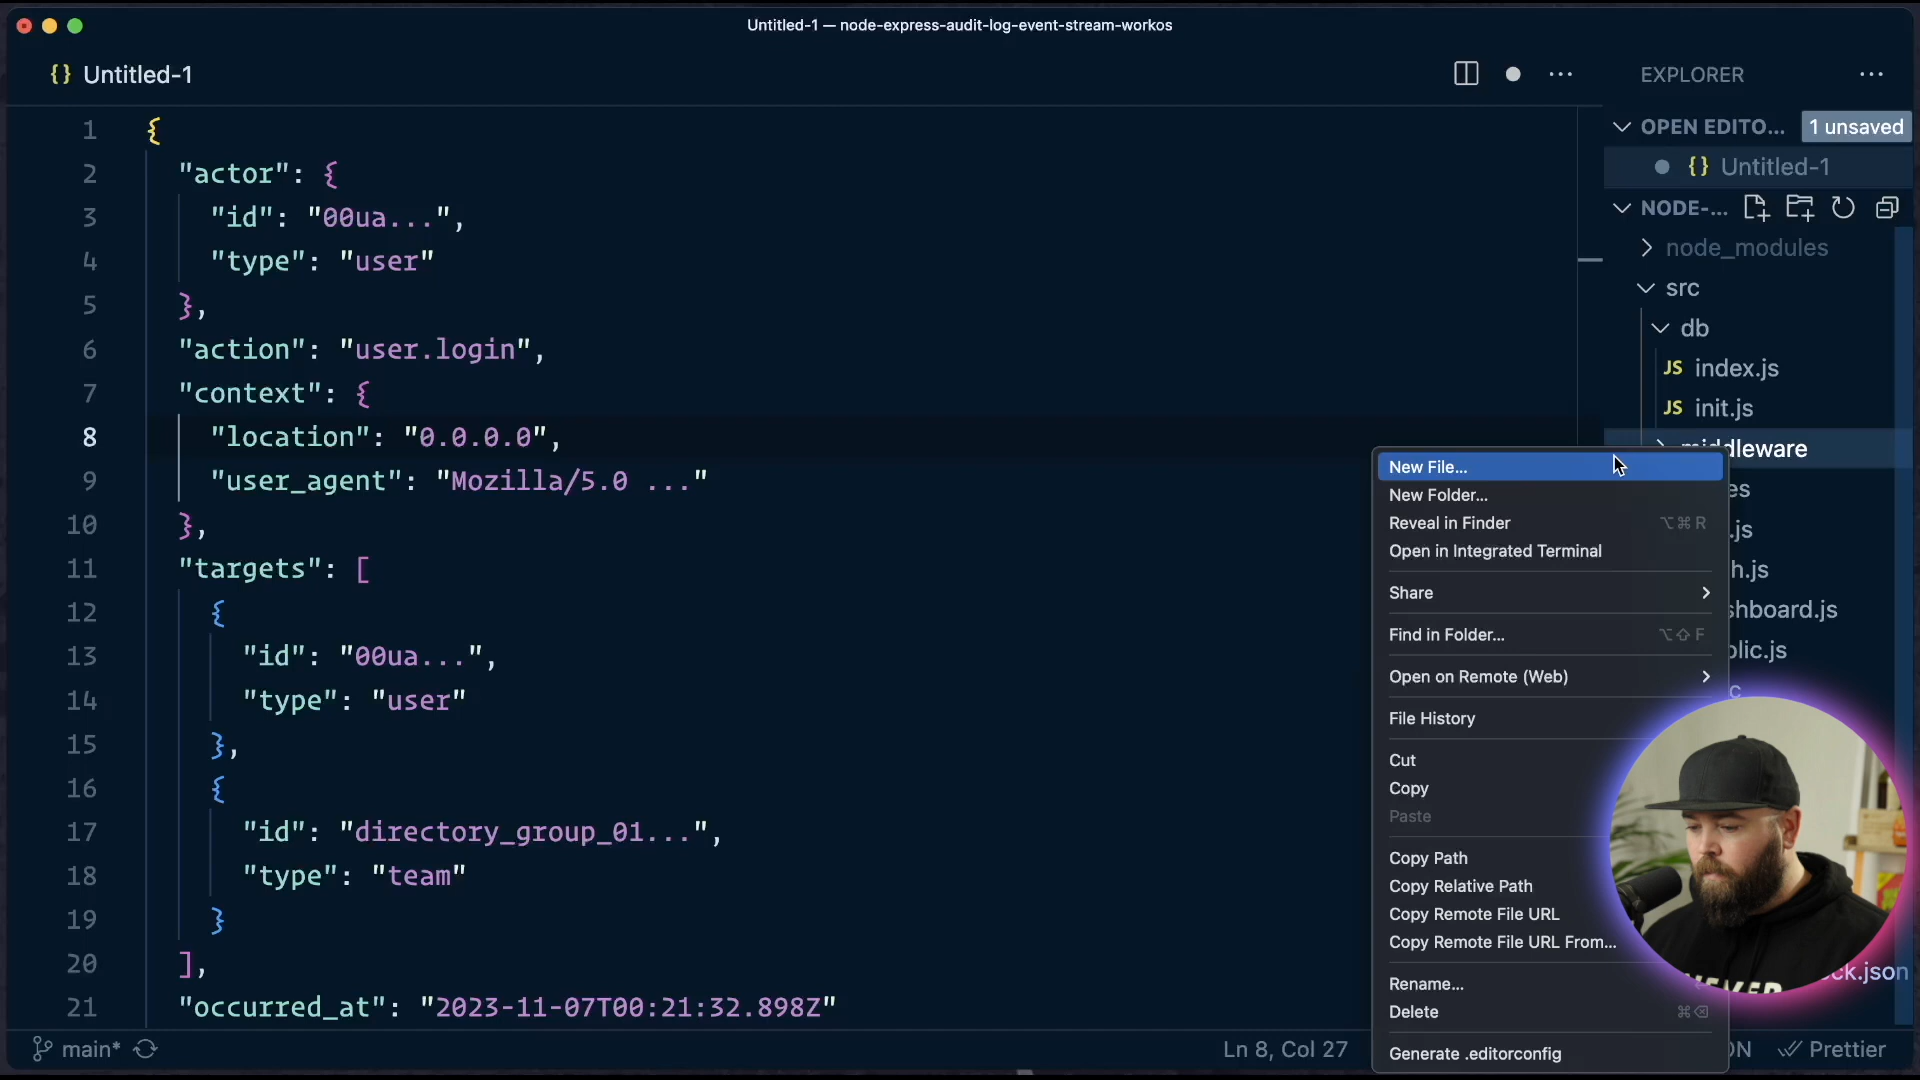 Untitled-1 — node-express-audit-log-event-stream-workos
{} Untitled-1
EXPLORER
OPEN EDITO... 1 unsaved
{} Untitled-1
NODE-...
node_modules
src
db
JS index.js
JS init.js
middleware
es
.js
h.js
shboard.js
blic.js
c
ck.json
1 {
2 "actor": {
3 "id": "00ua...",
4 "type": "user"
5 },
6 "action": "user.login",
7 "context": {
8 "location": "0.0.0.0",
9 "user_agent": "Mozilla/5.0 ..."
10 },
11 "targets": [
12 {
13 "id": "00ua...",
14 "type": "user"
15 },
16 {
17 "id": "directory_group_01...",
18 "type": "team"
19 }
20 ],
21 "occurred_at": "2023-11-07T00:21:32.898Z"
New File...
New Folder...
Reveal in Finder ⌥⌘R
Open in Integrated Terminal
Share
Find in Folder... ⌥⇧F
Open on Remote (Web)
File History
Cut
Copy
Paste
Copy Path
Copy Relative Path
Copy Remote File URL
Copy Remote File URL From...
Rename...
Delete ⌘⌫
Generate .editorconfig
main*
Ln 8, Col 27
ON
Prettier